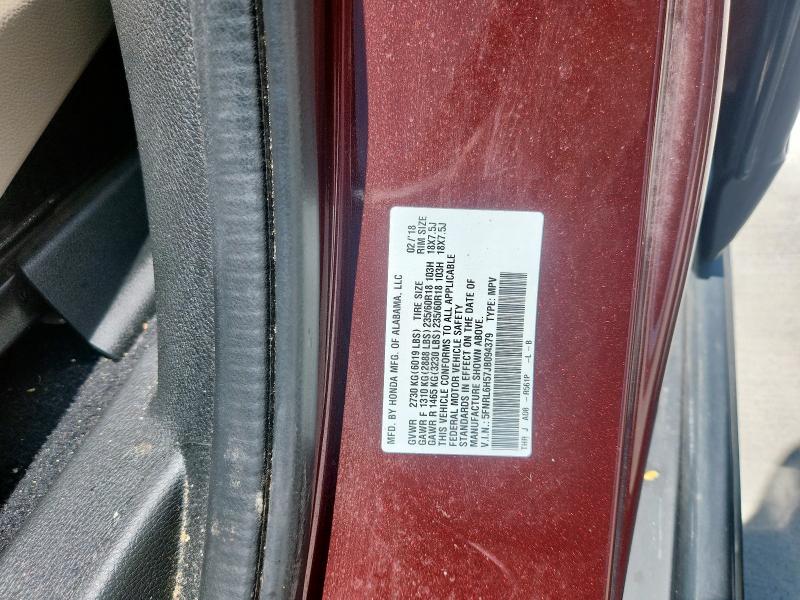 MFD. BY HONDA MFG. OF ALABAMA, LLC 02/'18
GVWR 2730 KG(6019 LBS) TIRE SIZE RIM SIZE
GAWR F 1310 KG(2888 LBS) 235/60R18 103H 18X7.5J
GAWR R 1465 KG(3230 LBS) 235/60R18 103H 18X7.5J
THIS VEHICLE CONFORMS TO ALL APPLICABLE
FEDERAL MOTOR VEHICLE SAFETY
STANDARDS IN EFFECT ON THE DATE OF
MANUFACTURE SHOWN ABOVE.
V.I.N.: 5FNRL6H57JB094379 TYPE: MPV
THR J A08 -R561P -L-B